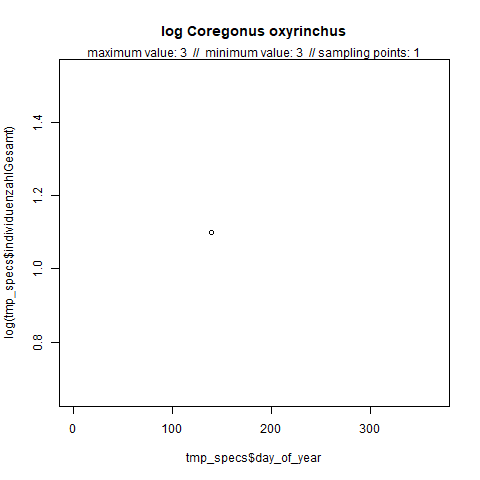 log Coregonus oxyrinchus
maximum value: 3 // minimum value: 3 // sampling points: 1
log(tmp_specs$individuenzahlGesamt)
1.4
1.2
1.0
0.8
0
100
200
300
tmp_specs$day_of_year